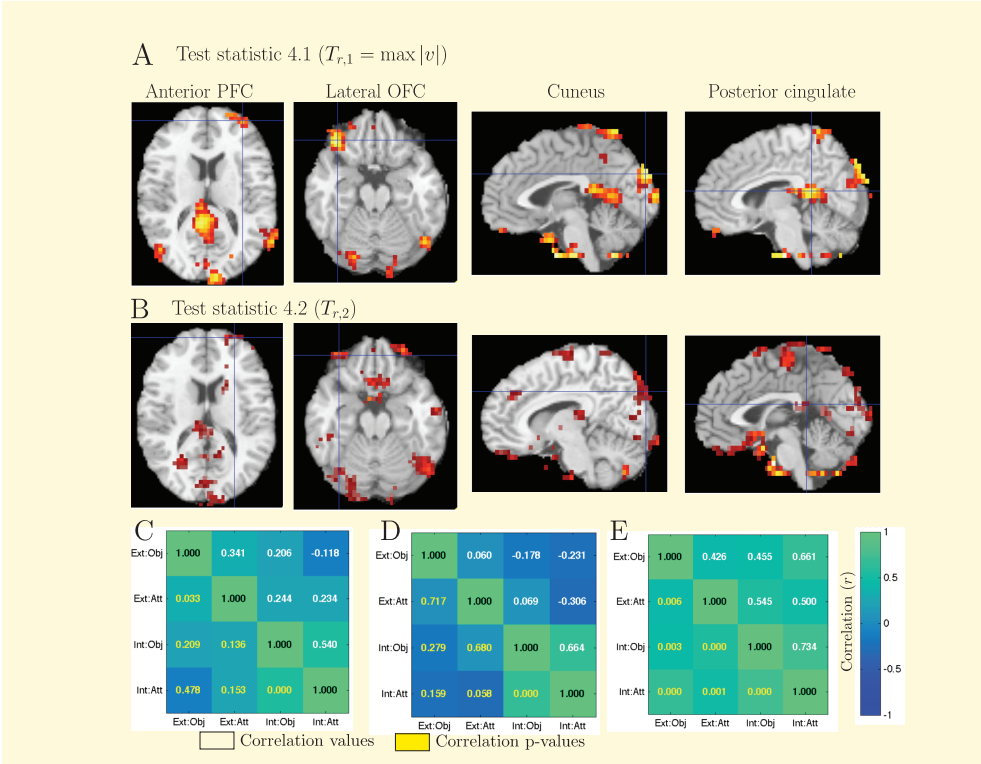 A Test statistic 4.1 (T_{r,1} = max |v|)
Anterior PFC Lateral OFC Cuneus Posterior cingulate
B Test statistic 4.2 (T_{r,2})
C
Ext:Obj 1.000 0.341 0.206 -0.118
Ext:Att 0.033 1.000 0.244 0.234
Int:Obj 0.209 0.136 1.000 0.540
Int:Att 0.478 0.153 0.000 1.000
Ext:Obj Ext:Att Int:Obj Int:Att
D
Ext:Obj 1.000 0.060 -0.178 -0.231
Ext:Att 0.717 1.000 0.069 -0.306
Int:Obj 0.279 0.680 1.000 0.664
Int:Att 0.159 0.058 0.000 1.000
Ext:Obj Ext:Att Int:Obj Int:Att
E
Ext:Obj 1.000 0.426 0.455 0.661
Ext:Att 0.006 1.000 0.545 0.500
Int:Obj 0.003 0.000 1.000 0.734
Int:Att 0.000 0.001 0.000 1.000
Ext:Obj Ext:Att Int:Obj Int:Att
1
0.5
0
-0.5
-1
Correlation (r)
Correlation values Correlation p-values